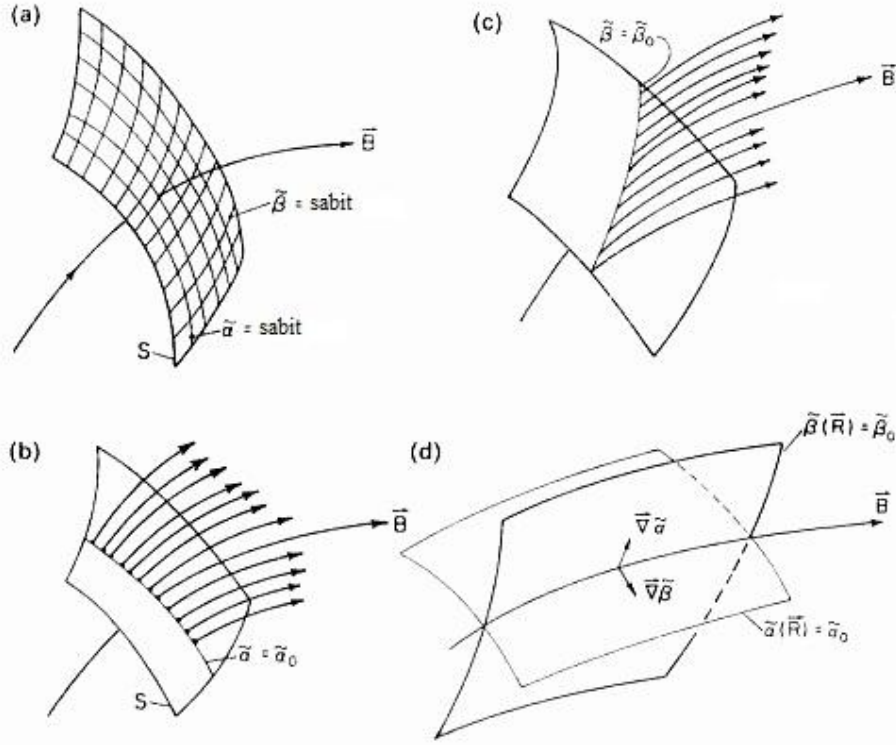 (a)
B⃗
β̃ = sabit
α̃ = sabit
S
(c)
β̃ = β̃₀
B⃗
(b)
B⃗
α̃ = α̃₀
S
(d)
β̃(R⃗) = β̃₀
B⃗
∇⃗α̃
∇⃗β̃
α̃(R⃗) = α̃₀